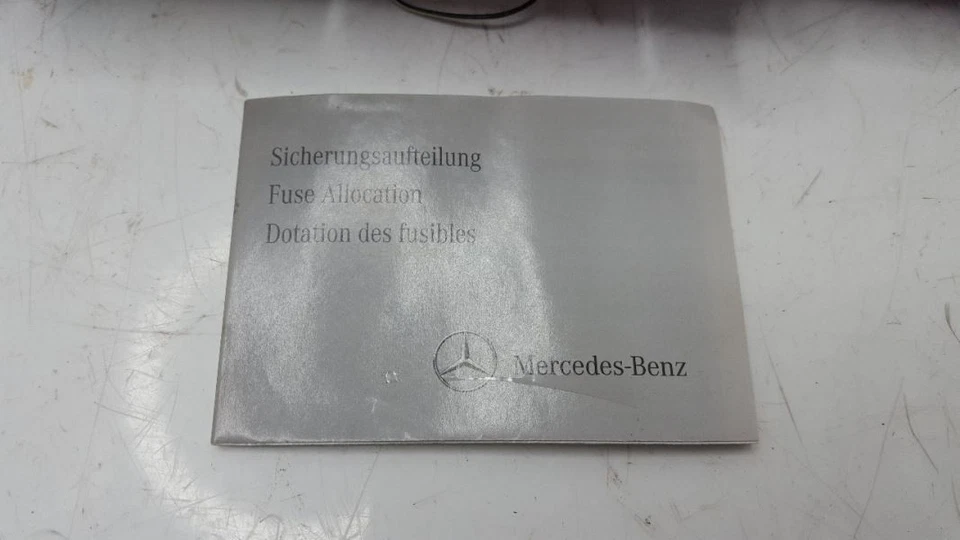 Sicherungsaufteilung
Fuse Allocation
Dotation des fusibles
Mercedes-Benz